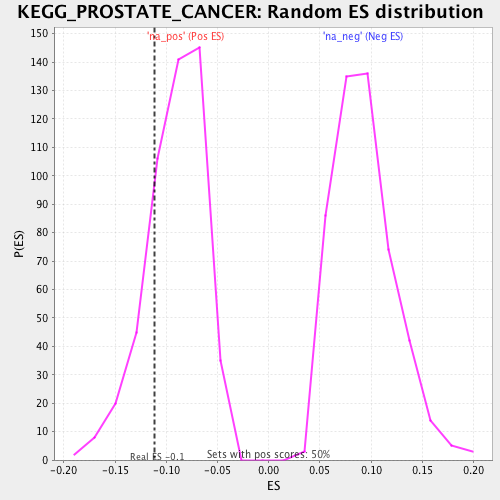 KEGG_PROSTATE_CANCER: Random ES distribution
'na_pos' (Pos ES) 'na_neg' (Neg ES)
150
140
130
120
110
100
90
80
70
60
50
40
30
20
10
0
P(ES)
Real ES -0.1 Sets with pos scores: 50%
-0.20 -0.15 -0.10 -0.05 0.00 0.05 0.10 0.15 0.20
ES